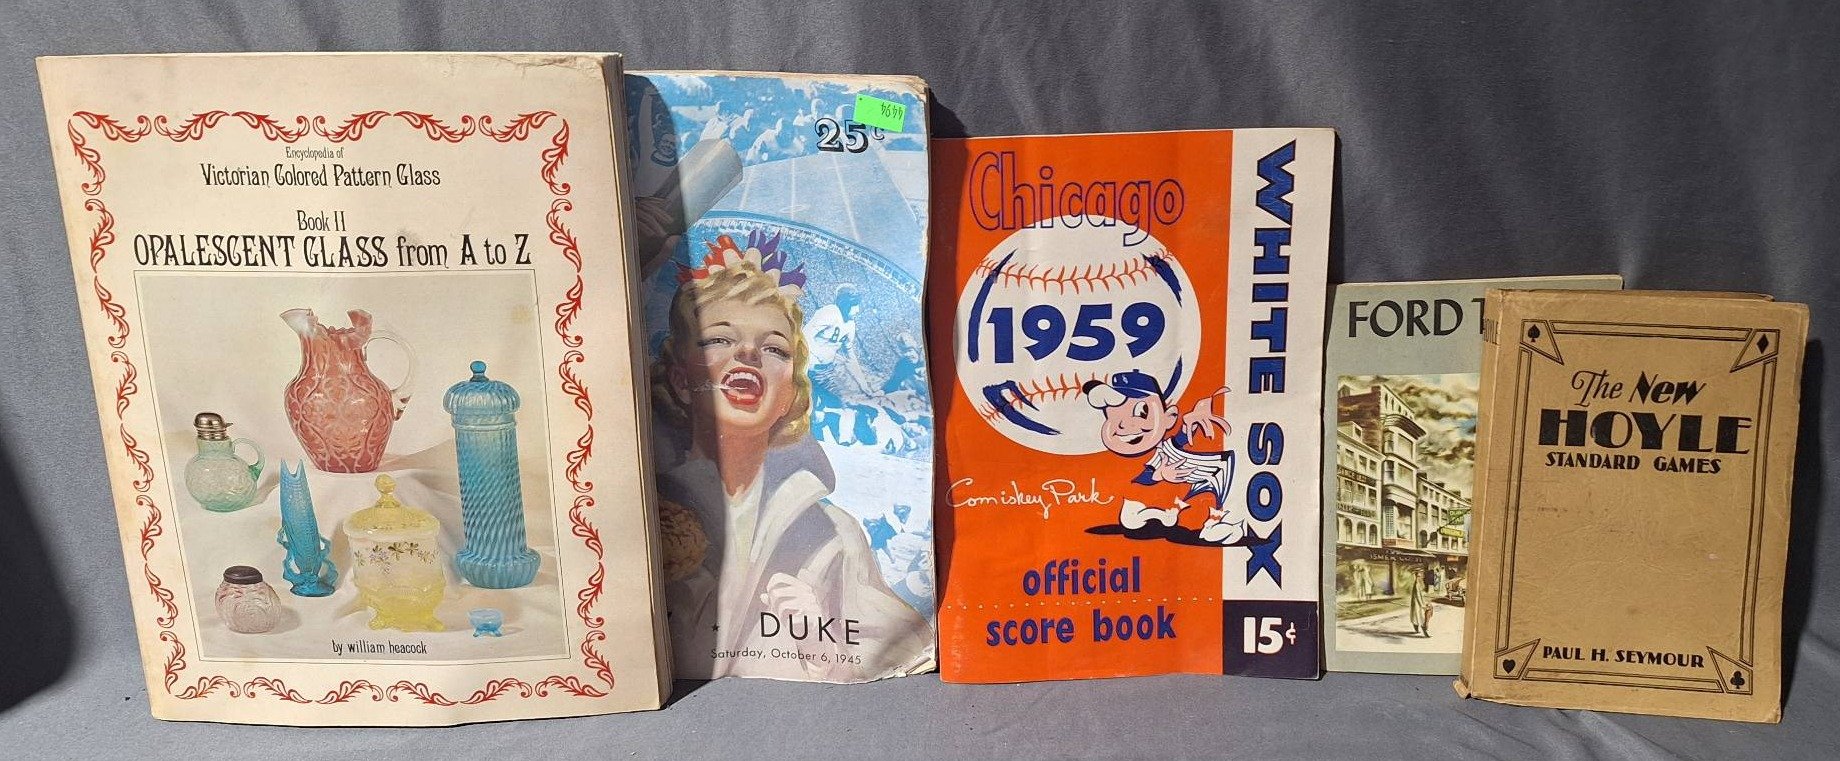 Encyclopedia of
Victorian Colored Pattern Glass
Book II
OPALESCENT GLASS from A to Z
by william heacock
4494
25¢
DUKE
Saturday, October 6, 1945
Chicago
1959
Comiskey Park
official
score book
WHITE SOX
15¢
FORD T
The New
HOYLE
STANDARD GAMES
PAUL H. SEYMOUR